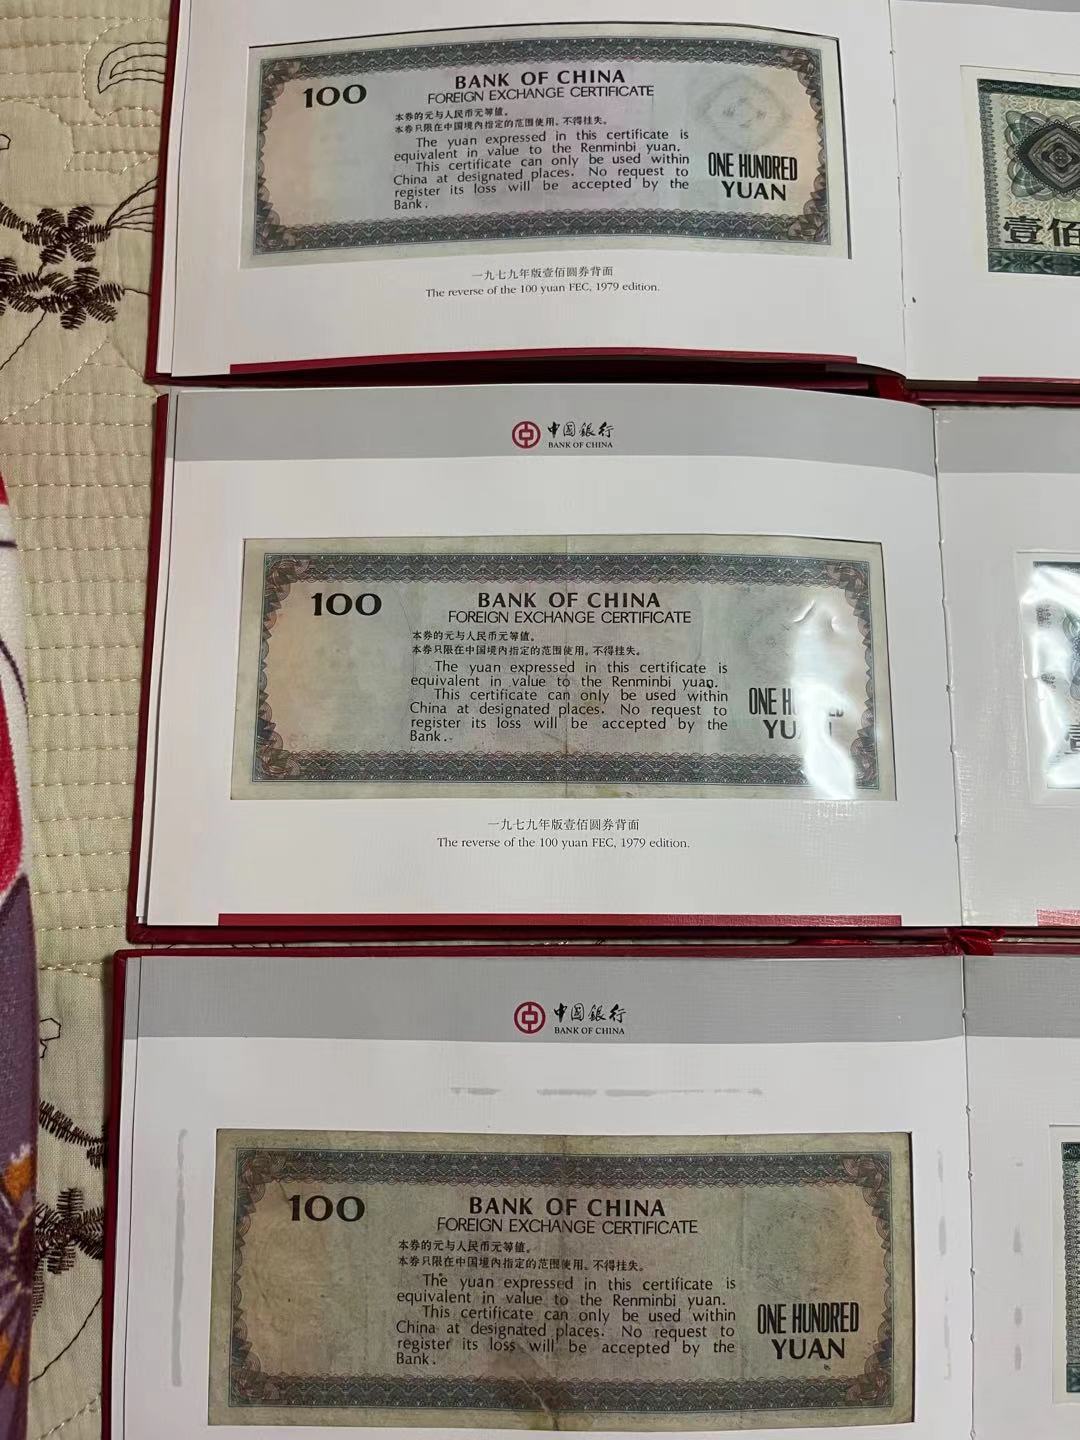 100
BANK OF CHINA
FOREIGN EXCHANGE CERTIFICATE
本券的元与人民币元等值。
本券只限在中国境内指定的范围使用。不得挂失。
The yuan expressed in this certificate is
equivalent in value to the Renminbi yuan.
This certificate can only be used within
China at designated places. No request to
register its loss will be accepted by the
Bank.
ONE HUNDRED
YUAN
壹佰
一九七九年版壹佰圆券背面
The reverse of the 100 yuan FEC, 1979 edition.
中国銀行
BANK OF CHINA
100
BANK OF CHINA
FOREIGN EXCHANGE CERTIFICATE
本券的元与人民币元等值。
本券只限在中国境内指定的范围使用。不得挂失。
The yuan expressed in this certificate is
equivalent in value to the Renminbi yuan.
This certificate can only be used within
China at designated places. No request to
register its loss will be accepted by the
Bank.
ONE HUNDRED
YUAN
一九七九年版壹佰圆券背面
The reverse of the 100 yuan FEC, 1979 edition.
中国銀行
BANK OF CHINA
100
BANK OF CHINA
FOREIGN EXCHANGE CERTIFICATE
本券的元与人民币元等值。
本券只限在中国境内指定的范围使用。不得挂失。
The yuan expressed in this certificate is
equivalent in value to the Renminbi yuan.
This certificate can only be used within
China at designated places. No request to
register its loss will be accepted by the
Bank.
ONE HUNDRED
YUAN